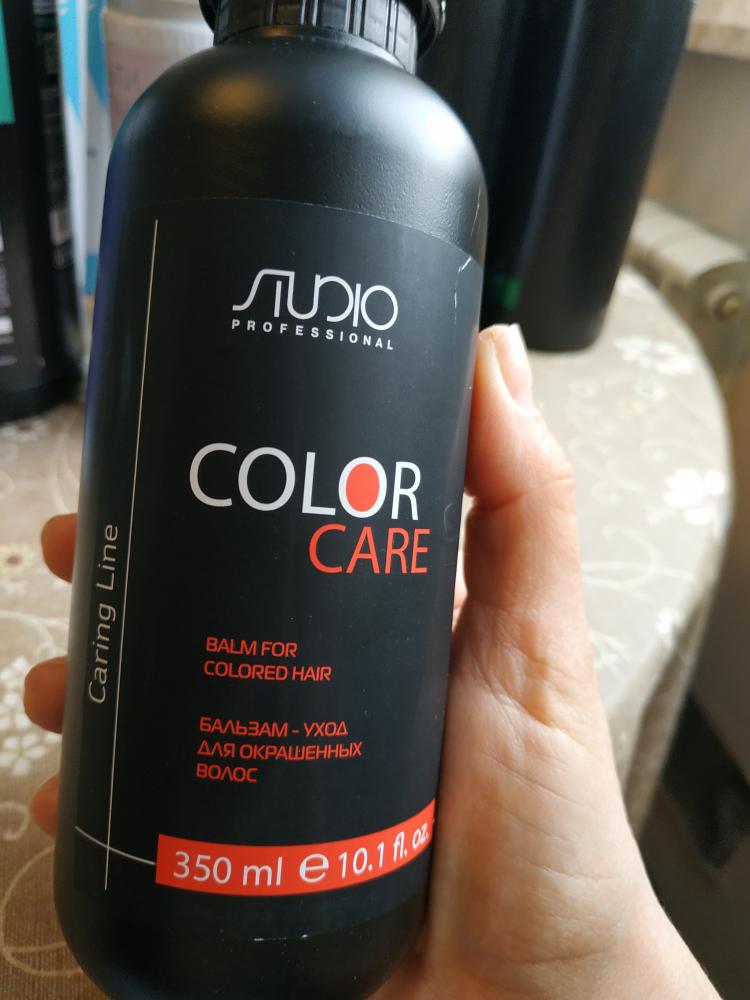 STUDIO
PROFESSIONAL
COLOR
CARE
Caring Line
BALM FOR
COLORED HAIR
БАЛЬЗАМ - УХОД
ДЛЯ ОКРАШЕННЫХ
ВОЛОС
350 ml e 10.1 fl. oz.